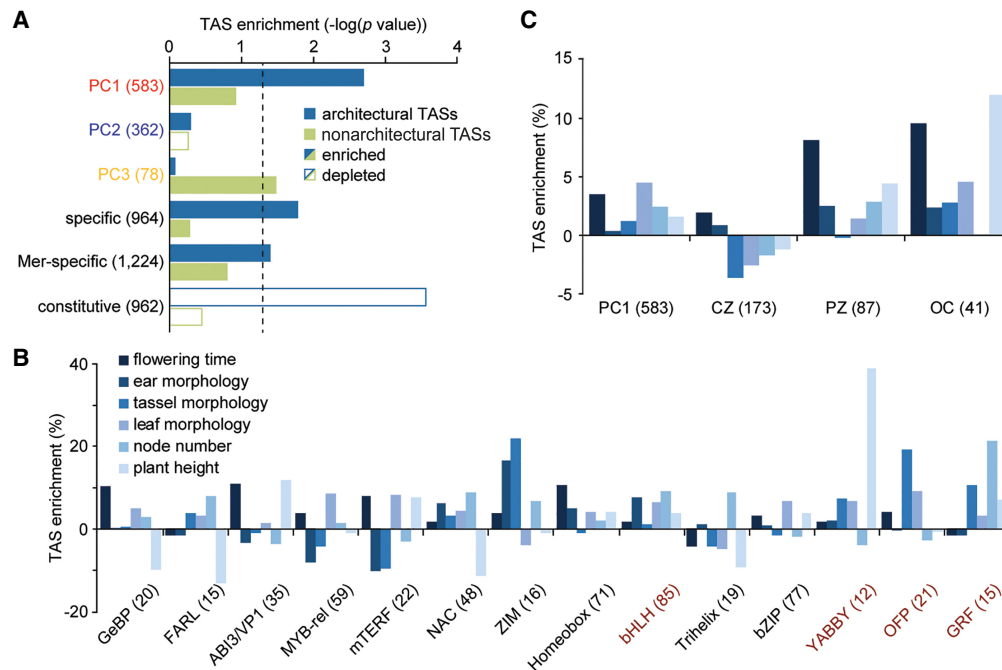 A
TAS enrichment (-log(p value))
0 1 2 3 4
PC1 (583)
PC2 (362)
PC3 (78)
specific (964)
Mer-specific (1,224)
constitutive (962)
architectural TASs
nonarchitectural TASs
enriched
depleted
C
TAS enrichment (%)
15
10
5
0
-5
PC1 (583) CZ (173) PZ (87) OC (41)
B
TAS enrichment (%)
40
20
0
-20
flowering time
ear morphology
tassel morphology
leaf morphology
node number
plant height
GeBP (20)
FARL (15)
ABI3/VP1 (35)
MYB-rel (59)
mTERF (22)
NAC (48)
ZIM (16)
Homeobox (71)
bHLH (85)
Trihelix (19)
bZIP (77)
YABBY (12)
OFP (21)
GRF (15)